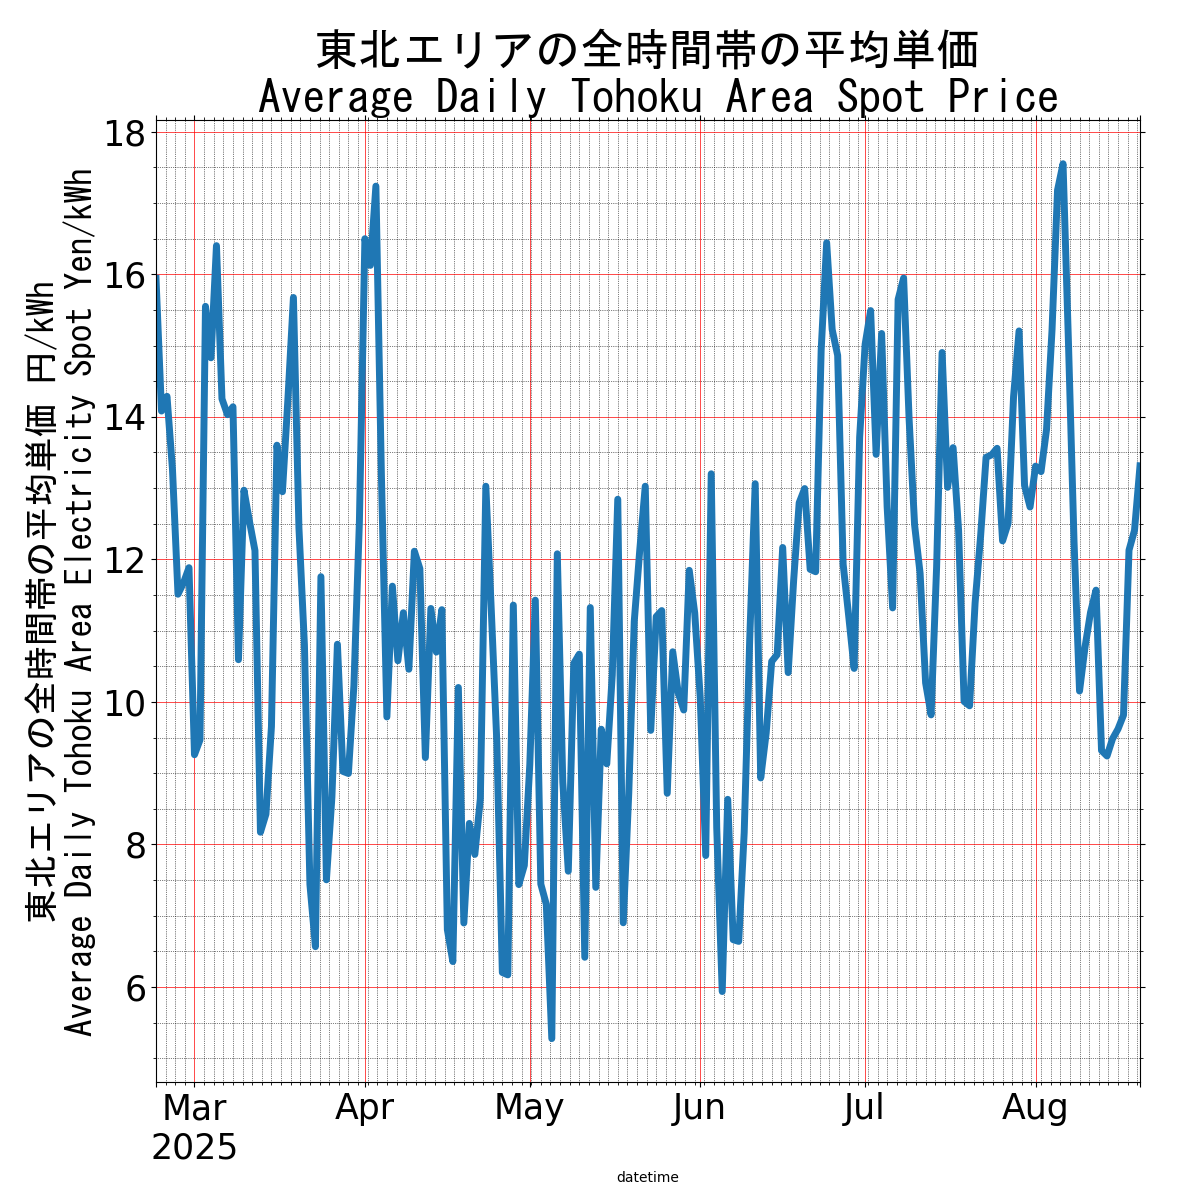 東北エリアの全時間帯の平均単価
Average Daily Tohoku Area Spot Price
東北エリアの全時間帯の平均単価 円/kWh
Average Daily Tohoku Area Electricity Spot Yen/kWh
18
16
14
12
10
8
6
Mar
2025
Apr
May
Jun
Jul
Aug
datetime